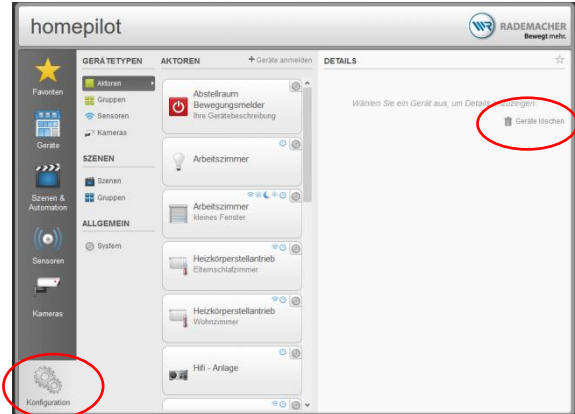 homepilot
RADEMACHER
Bewegt mehr.
Favoriten
Geräte
Szenen &
Automation
Sensoren
Kameras
Konfiguration
GERÄTETYPEN
Aktoren
Gruppen
Sensoren
Kameras
SZENEN
Szenen
Gruppen
ALLGEMEIN
System
AKTOREN
+ Geräte anmelden
Abstellraum
Bewegungsmelder
Ihre Gerätebeschreibung
Arbeitszimmer
Arbeitszimmer
kleines Fenster
Heizkörperstellantrieb
Elternschlafzimmer
Heizkörperstellantrieb
Wohnzimmer
Hifi - Anlage
DETAILS
Wählen Sie ein Gerät aus, um Details anzuzeigen.
Geräte löschen